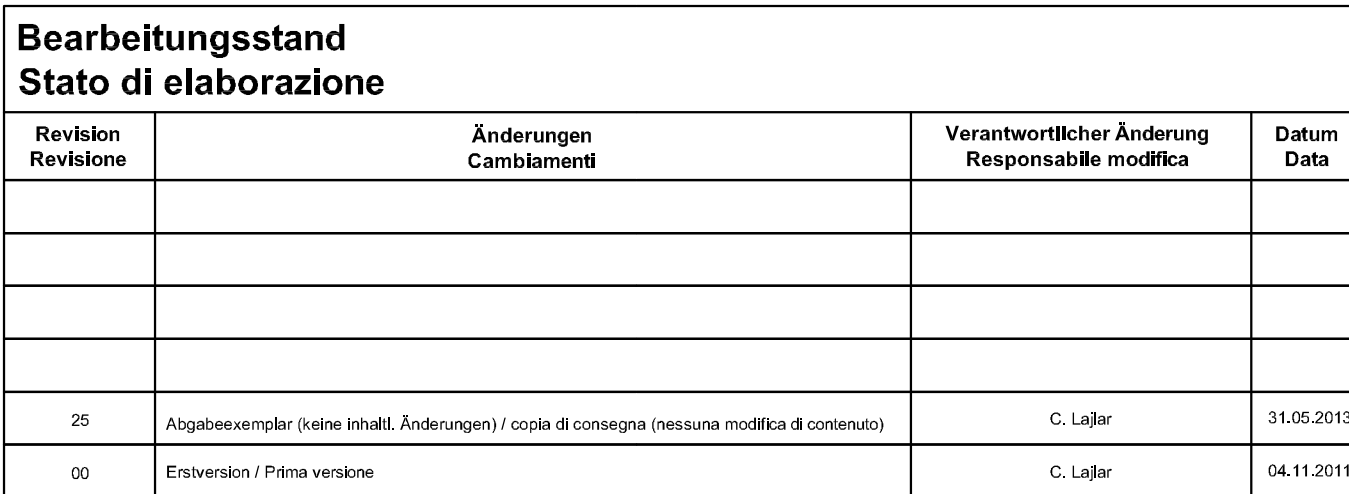 Bearbeitungsstand
Stato di elaborazione
Revision
Revisione
Änderungen
Cambiamenti
Verantwortlicher Änderung
Responsabile modifica
Datum
Data
25 Abgabeexemplar (keine inhaltl. Änderungen) / copia di consegna (nessuna modifica di contenuto) C. Lajlar 31.05.2013
00 Erstversion / Prima versione C. Lajlar 04.11.2011